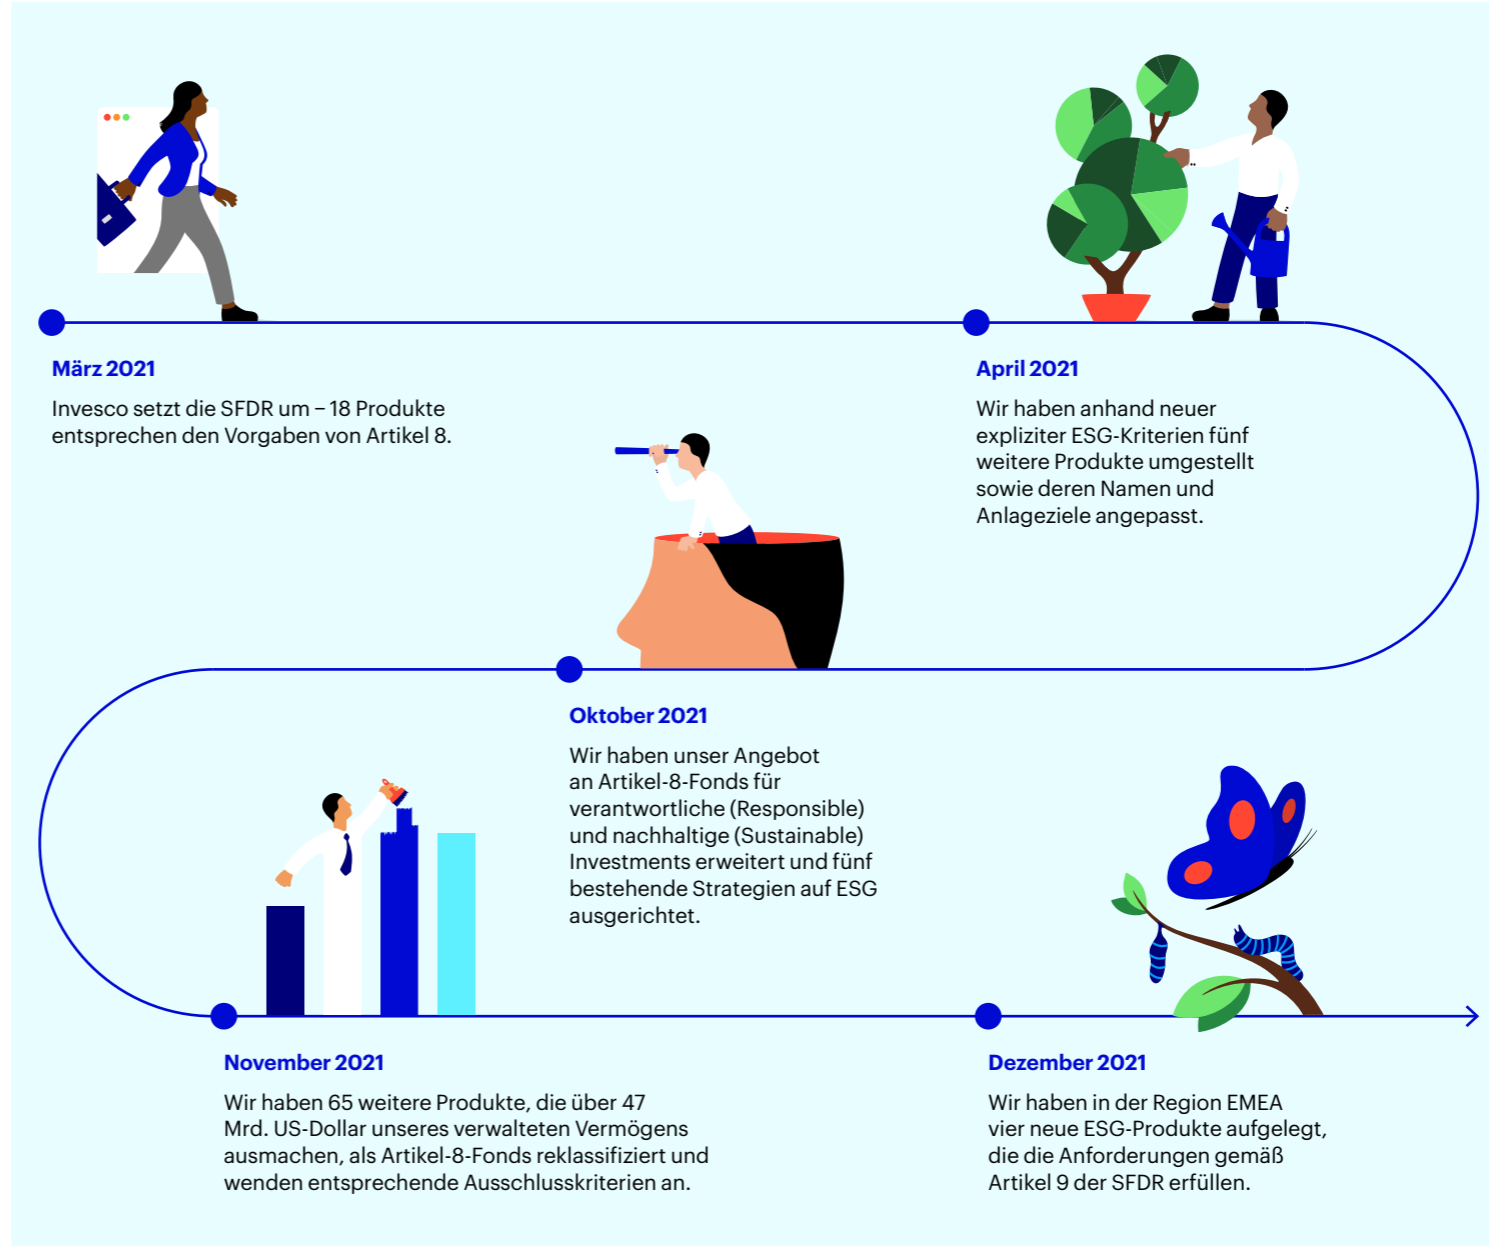 März 2021
Invesco setzt die SFDR um – 18 Produkte
entsprechen den Vorgaben von Artikel 8.
April 2021
Wir haben anhand neuer
expliziter ESG-Kriterien fünf
weitere Produkte umgestellt
sowie deren Namen und
Anlageziele angepasst.
Oktober 2021
Wir haben unser Angebot
an Artikel-8-Fonds für
verantwortliche (Responsible)
und nachhaltige (Sustainable)
Investments erweitert und fünf
bestehende Strategien auf ESG
ausgerichtet.
November 2021
Wir haben 65 weitere Produkte, die über 47
Mrd. US-Dollar unseres verwalteten Vermögens
ausmachen, als Artikel-8-Fonds reklassifiziert und
wenden entsprechende Ausschlusskriterien an.
Dezember 2021
Wir haben in der Region EMEA
vier neue ESG-Produkte aufgelegt,
die die Anforderungen gemäß
Artikel 9 der SFDR erfüllen.